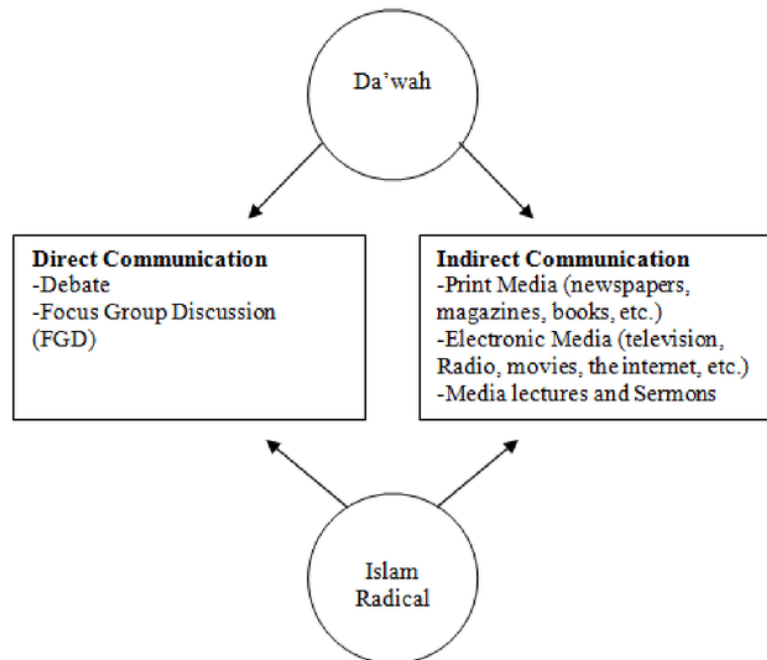 Da’wah
Direct Communication
-Debate
-Focus Group Discussion
(FGD)
Indirect Communication
-Print Media (newspapers,
magazines, books, etc.)
-Electronic Media (television,
Radio, movies, the internet, etc.)
-Media lectures and Sermons
Islam
Radical